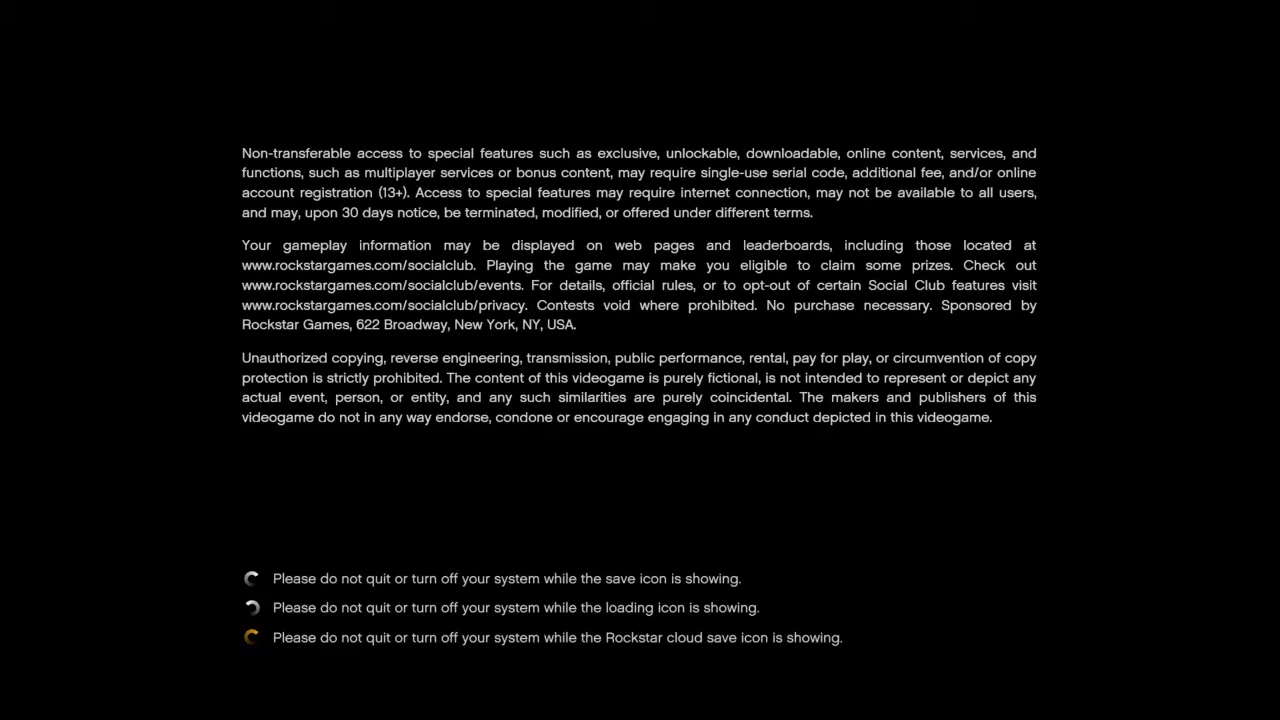 Non-transferable access to special features such as exclusive, unlockable, downloadable, online content, services, and
functions, such as multiplayer services or bonus content, may require single-use serial code, additional fee, and/or online
account registration (13+). Access to special features may require internet connection, may not be available to all users,
and may, upon 30 days notice, be terminated, modified, or offered under different terms.
Your gameplay information may be displayed on web pages and leaderboards, including those located at
www.rockstargames.com/socialclub. Playing the game may make you eligible to claim some prizes. Check out
www.rockstargames.com/socialclub/events. For details, official rules, or to opt-out of certain Social Club features visit
www.rockstargames.com/socialclub/privacy. Contests void where prohibited. No purchase necessary. Sponsored by
Rockstar Games, 622 Broadway, New York, NY, USA.
Unauthorized copying, reverse engineering, transmission, public performance, rental, pay for play, or circumvention of copy
protection is strictly prohibited. The content of this videogame is purely fictional, is not intended to represent or depict any
actual event, person, or entity, and any such similarities are purely coincidental. The makers and publishers of this
videogame do not in any way endorse, condone or encourage engaging in any conduct depicted in this videogame.
Please do not quit or turn off your system while the save icon is showing.
Please do not quit or turn off your system while the loading icon is showing.
Please do not quit or turn off your system while the Rockstar cloud save icon is showing.